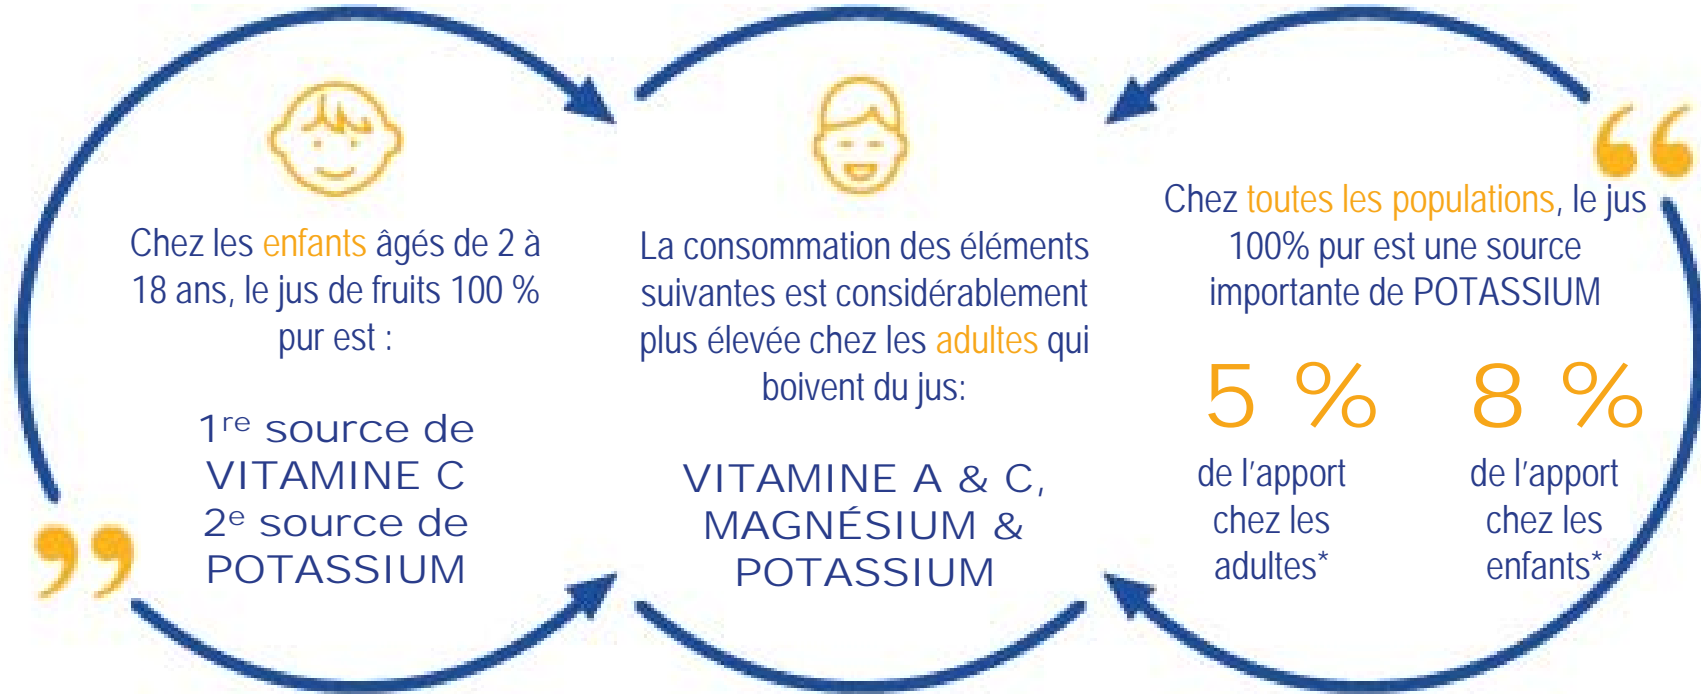 Chez les enfants âgés de 2 à
18 ans, le jus de fruits 100 %
pur est :
1re source de
VITAMINE C
2e source de
POTASSIUM
La consommation des éléments
suivantes est considérablement
plus élevée chez les adultes qui
boivent du jus:
VITAMINE A & C,
MAGNÉSIUM &
POTASSIUM
Chez toutes les populations, le jus
100% pur est une source
importante de POTASSIUM
5 %
de l'apport
chez les
adultes*
8 %
de l'apport
chez les
enfants*